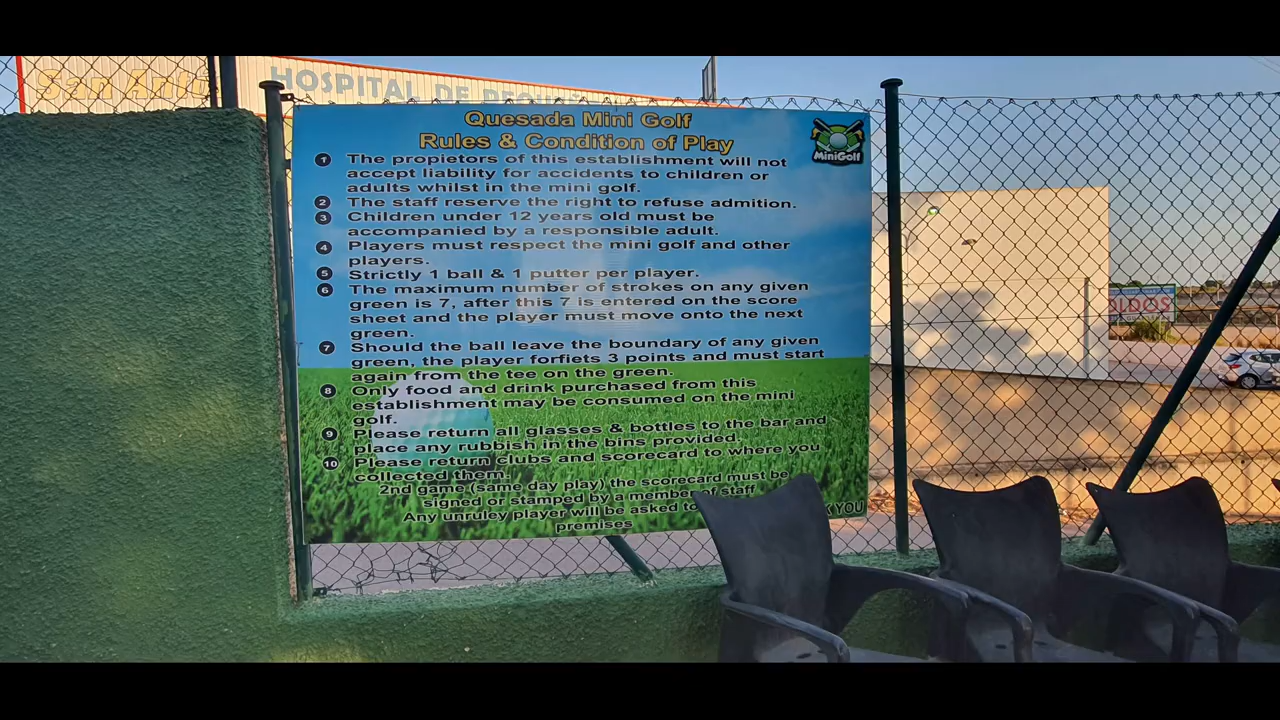 San Anto
HOSPITAL DE PEQUE
Quesada Mini Golf
Rules & Condition of Play
MiniGolf
1 The propietors of this establishment will not
accept liability for accidents to children or
adults whilst in the mini golf.
2 The staff reserve the right to refuse admition.
3 Children under 12 years old must be
accompanied by a responsible adult.
4 Players must respect the mini golf and other
players.
5 Strictly 1 ball & 1 putter per player.
6 The maximum number of strokes on any given
green is 7, after this 7 is entered on the score
sheet and the player must move onto the next
green.
7 Should the ball leave the boundary of any given
green, the player forfiets 3 points and must start
again from the tee on the green.
8 Only food and drink purchased from this
establishment may be consumed on the mini
golf.
9 Please return all glasses & bottles to the bar and
place any rubbish in the bins provided.
10 Please return clubs and scorecard to where you
collected them.
2nd game (same day play) the scorecard must be
signed or stamped by a member of staff
Any unruley player will be asked to
premises
K YOU
OLDOS